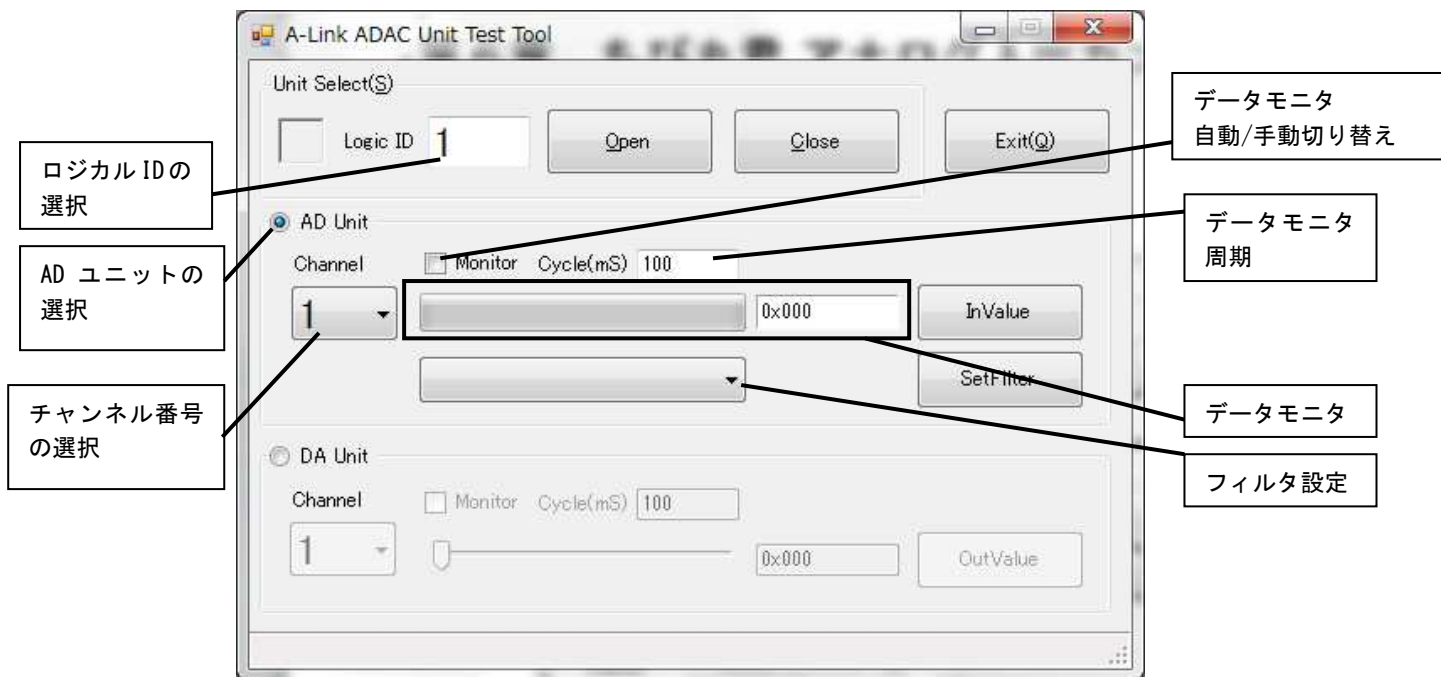 A-Link ADAC Unit Test Tool
Unit Select(S)
Logic ID 1 Open Close Exit(Q)
データモニタ
自動/手動切り替え
ロジカルIDの
選択
AD Unit
Channel Monitor Cycle(mS) 100
データモニタ
周期
AD ユニットの
選択
1 0x000 InValue
SetFilter
チャンネル番号
の選択
データモニタ
フィルタ設定
DA Unit
Channel Monitor Cycle(mS) 100
1 0x000 OutValue